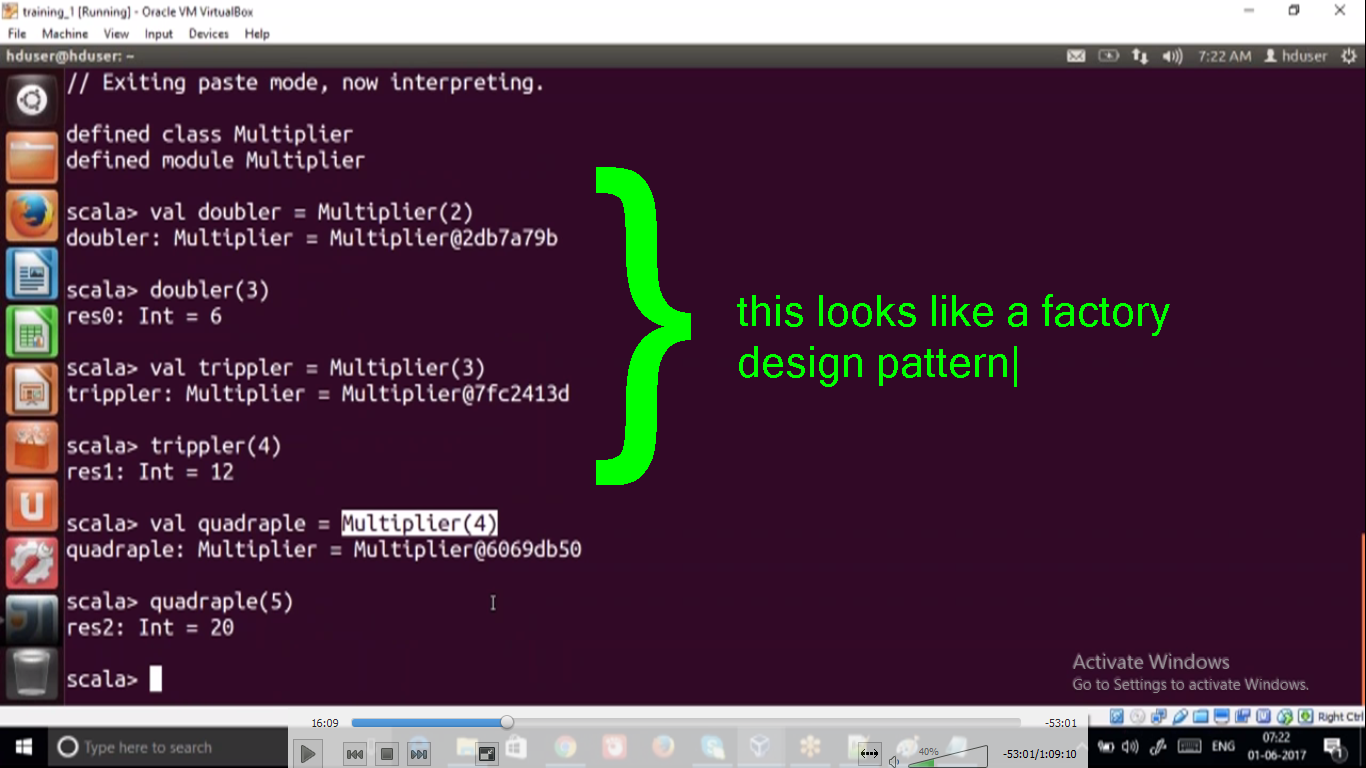 training_1 [Running] - Oracle VM VirtualBox
File Machine View Input Devices Help
hduser@hduser: ~
7:22 AM hduser
// Exiting paste mode, now interpreting.
defined class Multiplier
defined module Multiplier
scala> val doubler = Multiplier(2)
doubler: Multiplier = Multiplier@2db7a79b
scala> doubler(3)
res0: Int = 6
scala> val trippler = Multiplier(3)
trippler: Multiplier = Multiplier@7fc2413d
scala> trippler(4)
res1: Int = 12
scala> val quadraple = Multiplier(4)
quadraple: Multiplier = Multiplier@6069db50
scala> quadraple(5)
res2: Int = 20
scala>
this looks like a factory
design pattern|
Activate Windows
Go to Settings to activate Windows.
Right Ctrl
16:09 -53:01
Type here to search
40%
-53:01/1:09:10
ENG
07:22
01-06-2017